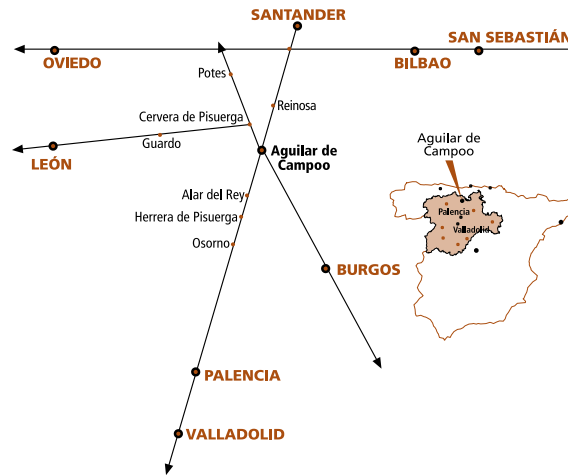 SANTANDER
SAN SEBASTIÁN
OVIEDO
BILBAO
Potes
Reinosa
Cervera de Pisuerga
Guardo
LEÓN
Aguilar de
Campoo
Aguilar de
Campoo
Alar del Rey
Herrera de Pisuerga
Osorno
Palencia
Valladolid
BURGOS
PALENCIA
VALLADOLID